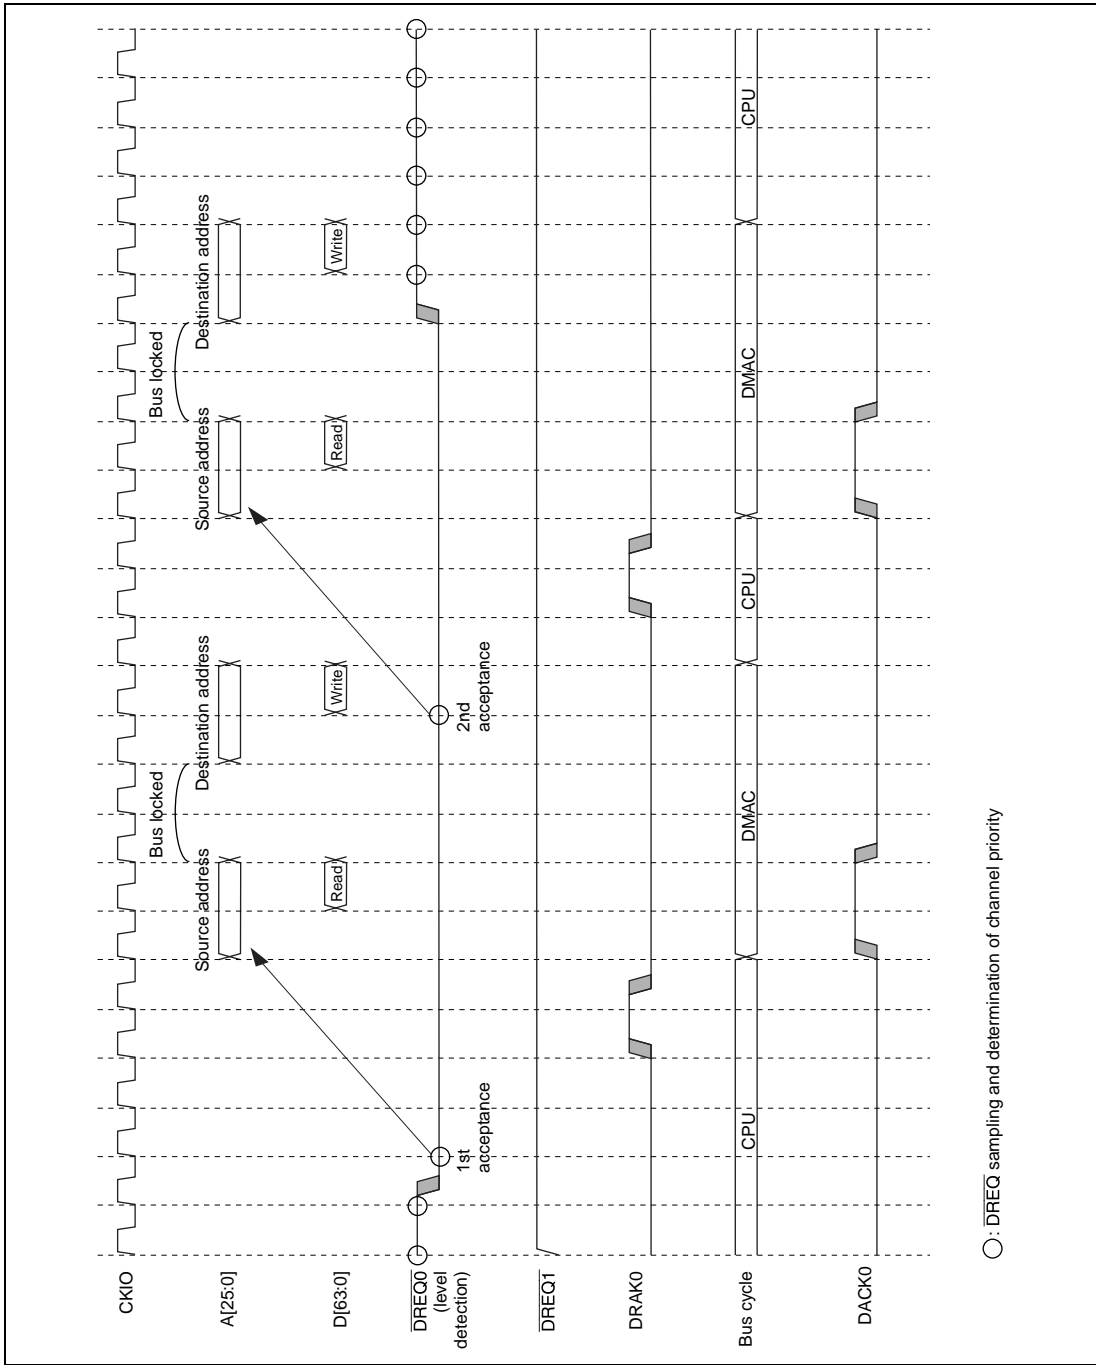 CKIO
Bus locked
Bus locked
A[25:0]
Source address
Destination address
Source address
Destination address
D[63:0]
Read
Write
Read
Write
DREQ0
(level
detection)
1st
acceptance
2nd
acceptance
DREQ1
DRAK0
Bus cycle
CPU
DMAC
CPU
DMAC
CPU
DACK0
: DREQ sampling and determination of channel priority